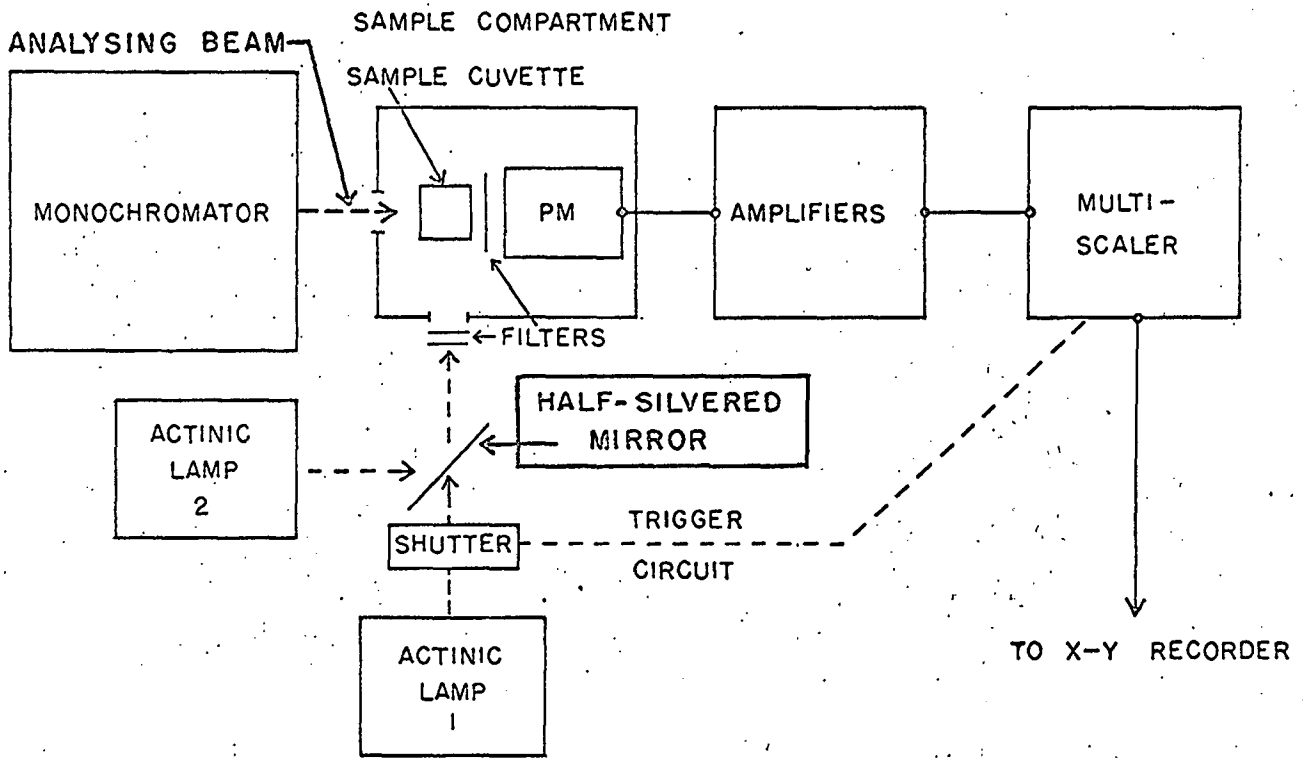 SAMPLE COMPARTMENT
ANALYSING BEAM
SAMPLE CUVETTE
MONOCHROMATOR
PM
AMPLIFIERS
MULTI-
SCALER
FILTERS
HALF-SILVERED
MIRROR
ACTINIC
LAMP
2
SHUTTER
TRIGGER
CIRCUIT
ACTINIC
LAMP
1
TO X-Y RECORDER